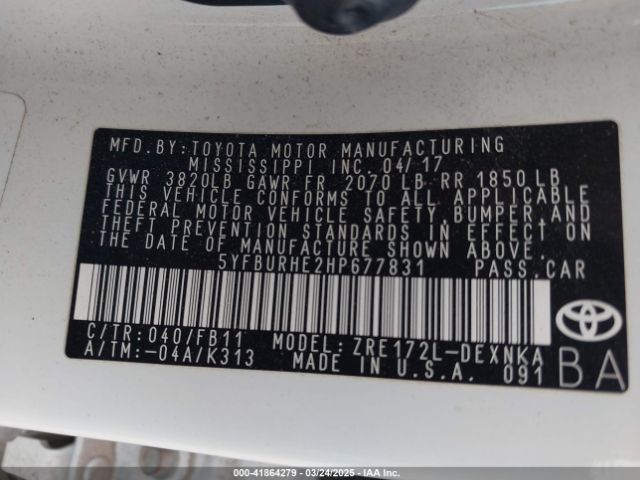 MFD.BY:TOYOTA MOTOR MANUFACTURING
MISSISSIPPI INC.04/17
GVWR 3820LB GAWR FR 2070 LB RR 1850 LB
THIS VEHICLE CONFORMS TO ALL APPLICABLE
FEDERAL MOTOR VEHICLE SAFETY,BUMPER,AND
THEFT PREVENTION STANDARDS IN EFFECT ON
THE DATE OF MANUFACTURE SHOWN ABOVE.
5YFBURHE2HP677831 PASS.CAR
C/TR:040/FB11 MODEL:ZRE172L-DEXNKA
A/TM:-04A/K313 MADE IN U.S.A. 091
BA
000-41864279 - 03/24/2025 - IAAI.COM